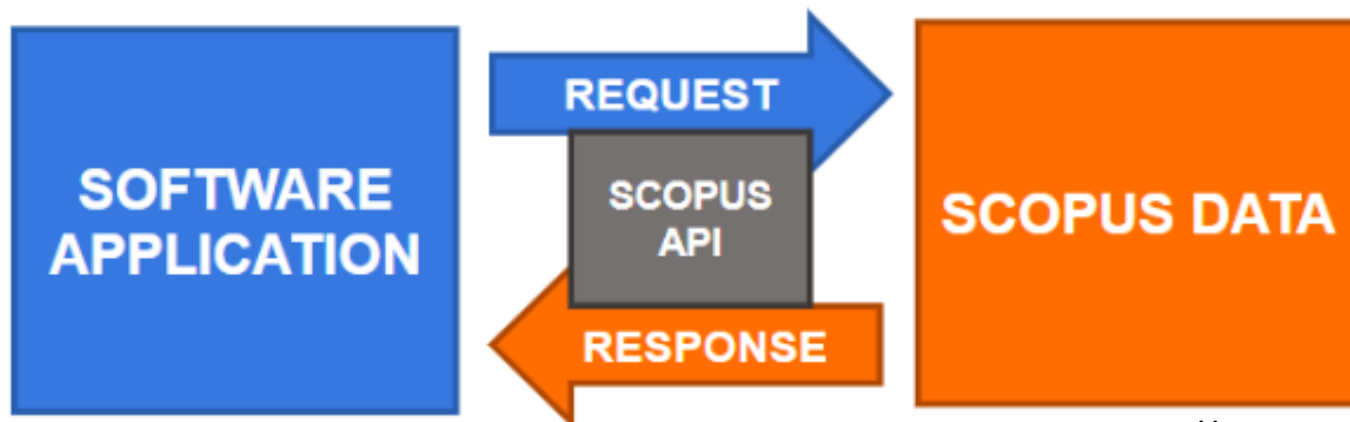 SOFTWARE
APPLICATION
REQUEST
SCOPUS
API
RESPONSE
SCOPUS DATA